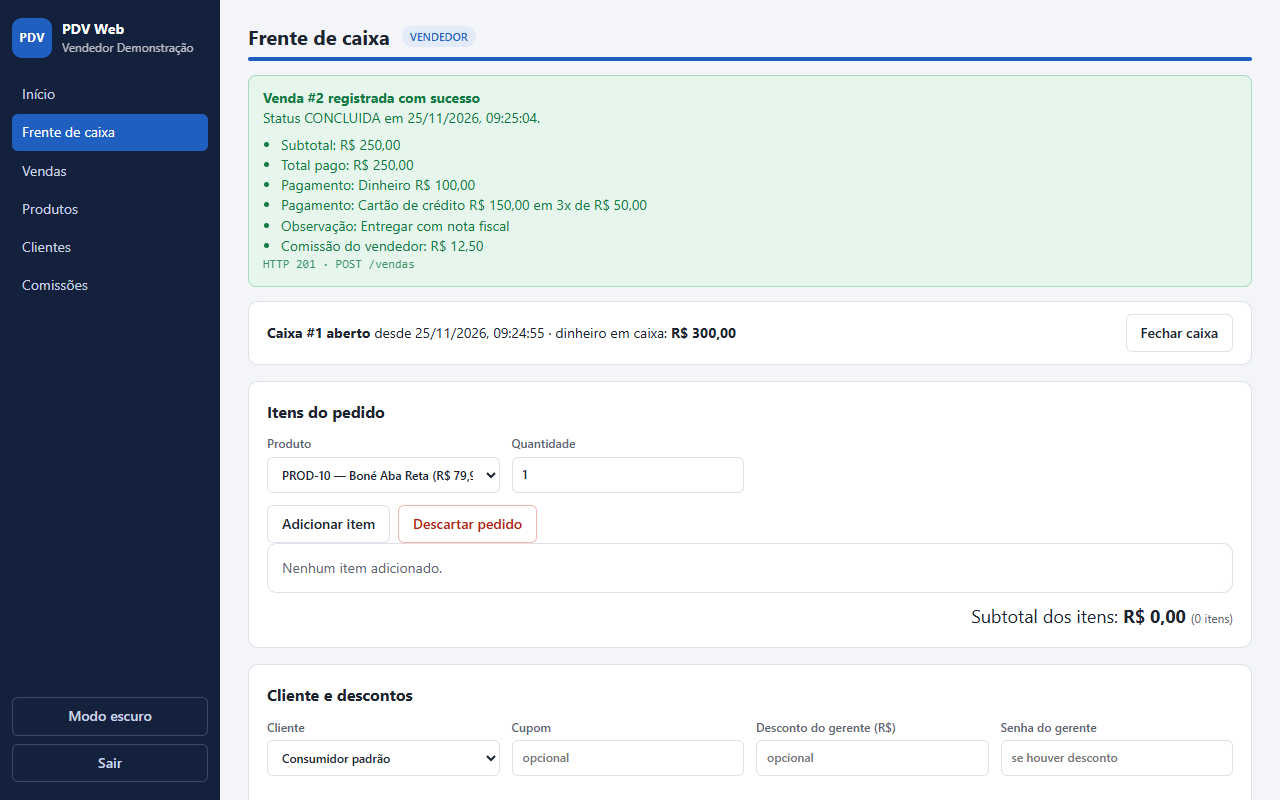 PDV
PDV Web
Vendedor Demonstração
Início
Frente de caixa
Vendas
Produtos
Clientes
Comissões
Modo escuro
Sair
Frente de caixa VENDEDOR
Venda #2 registrada com sucesso
Status CONCLUIDA em 25/11/2026, 09:25:04.
• Subtotal: R$ 250,00
• Total pago: R$ 250,00
• Pagamento: Dinheiro R$ 100,00
• Pagamento: Cartão de crédito R$ 150,00 em 3x de R$ 50,00
• Observação: Entregar com nota fiscal
• Comissão do vendedor: R$ 12,50
HTTP 201 · POST /vendas
Caixa #1 aberto desde 25/11/2026, 09:24:55 · dinheiro em caixa: R$ 300,00
Fechar caixa
Itens do pedido
Produto Quantidade
PROD-10 — Boné Aba Reta (R$ 79,9 1
Adicionar item Descartar pedido
Nenhum item adicionado.
Subtotal dos itens: R$ 0,00 (0 itens)
Cliente e descontos
Cliente Cupom Desconto do gerente (R$) Senha do gerente
Consumidor padrão opcional opcional se houver desconto